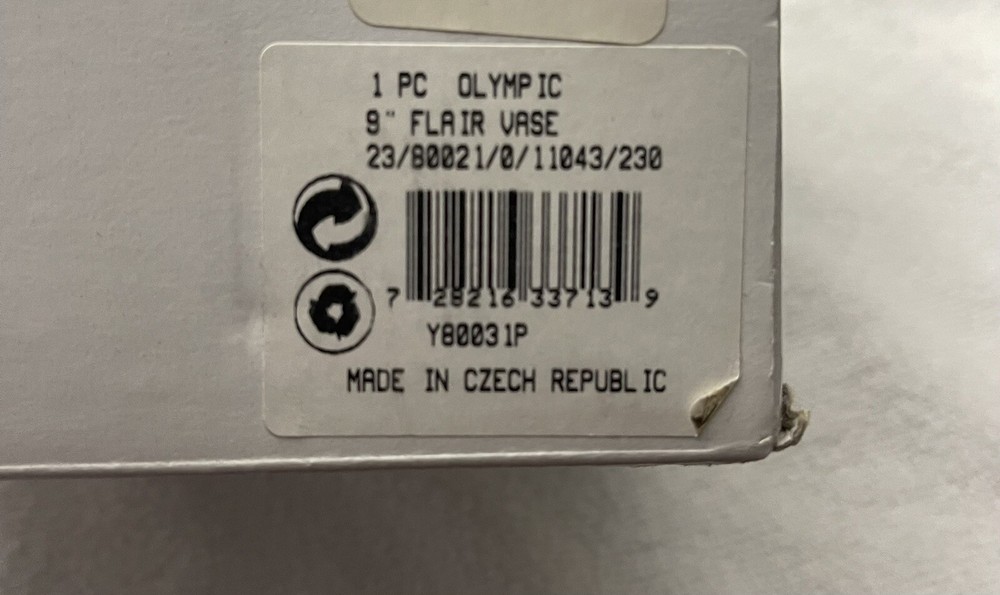 1 PC OLYMPIC
9" FLAIR VASE
23/80021/0/11043/230
7 28216 33713 9
Y80031P
MADE IN CZECH REPUBLIC